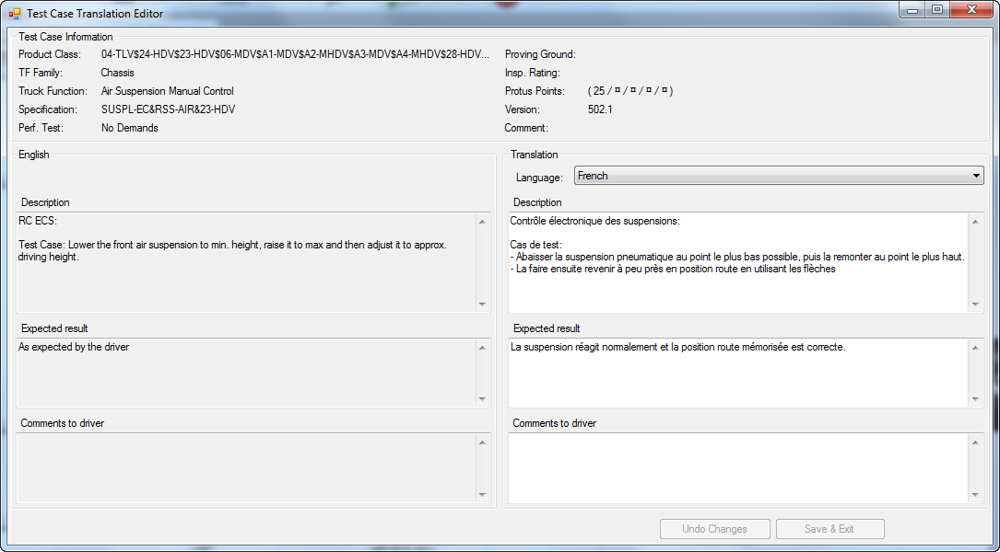 Test Case Translation Editor
Test Case Information
Product Class: 04-TLV$24-HDV$23-HDV$06-MDV$A1-MDV$A2-MHDV$A3-MDV$A4-MHDV$28-HDV...
TF Family: Chassis
Truck Function: Air Suspension Manual Control
Specification: SUSPL-EC&RSS-AIR&23-HDV
Perf. Test: No Demands
Proving Ground:
Insp. Rating:
Protus Points: ( 25 / ¤ / ¤ / ¤ / ¤ )
Version: 502.1
Comment:
English
Description
RC ECS:
Test Case: Lower the front air suspension to min. height, raise it to max and then adjust it to approx.
driving height.
Expected result
As expected by the driver
Comments to driver
Translation
Language: French
Description
Contrôle électronique des suspensions:
Cas de test:
- Abaisser la suspension pneumatique au point le plus bas possible, puis la remonter au point le plus haut.
- La faire ensuite revenir à peu près en position route en utilisant les flèches
Expected result
La suspension réagit normalement et la position route mémorisée est correcte.
Comments to driver
Undo Changes
Save & Exit